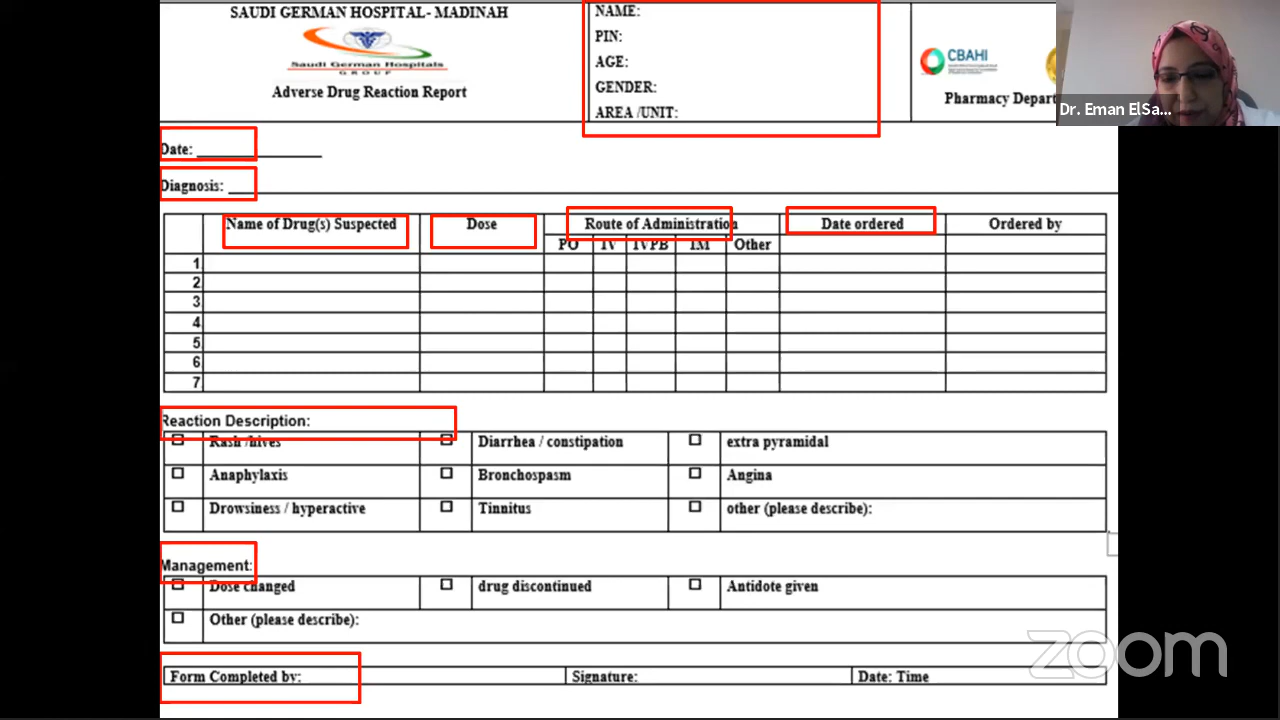 SAUDI GERMAN HOSPITAL- MADINAH
Saudi German Hospitals
GROUP
Adverse Drug Reaction Report
NAME:
PIN:
AGE:
GENDER:
AREA /UNIT:
CBAHI
Pharmacy Depart
Dr. Eman ElSa...
Date:
Diagnosis:
Name of Drug(s) Suspected Dose Route of Administration Date ordered Ordered by
PO IV IVPB IM Other
1
2
3
4
5
6
7
Reaction Description:
Rash /hives Diarrhea / constipation extra pyramidal
Anaphylaxis Bronchospasm Angina
Drowsiness / hyperactive Tinnitus other (please describe):
Management:
Dose changed drug discontinued Antidote given
Other (please describe):
Form Completed by: Signature: Date: Time
zoom